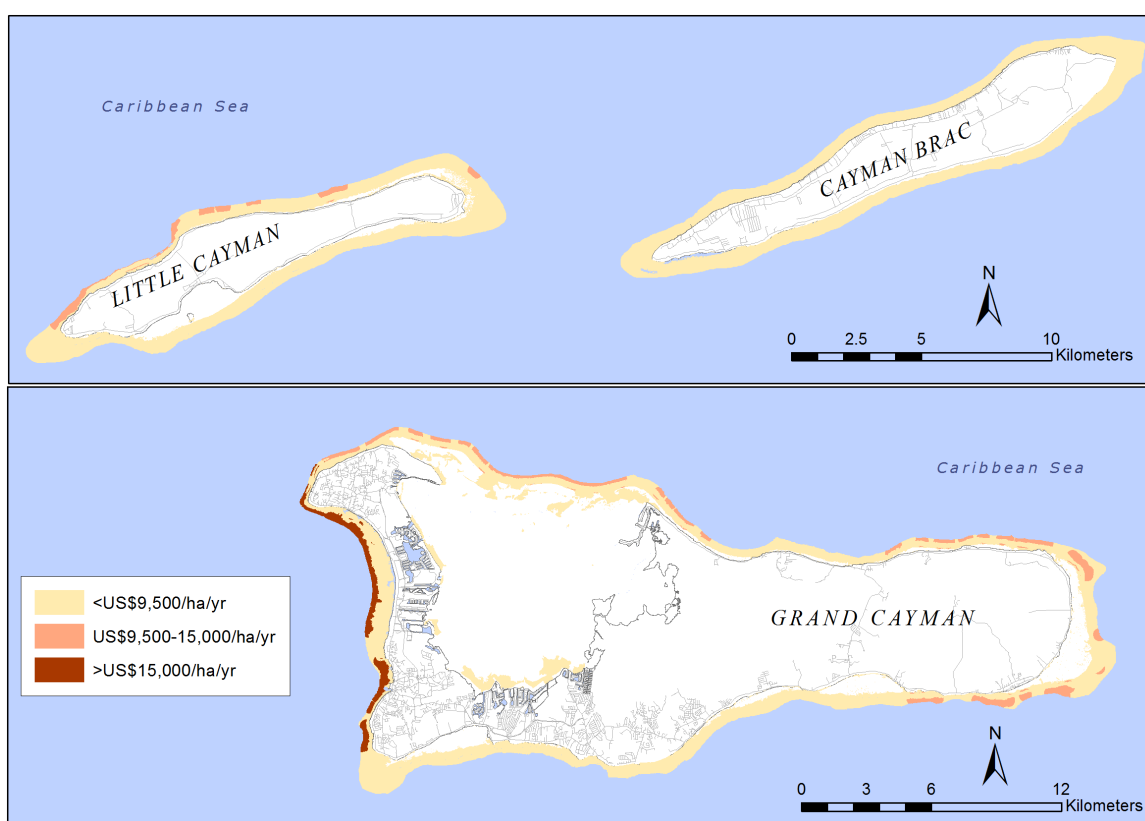 Caribbean Sea
CAYMAN BRAC
LITTLE CAYMAN
N
0 2.5 5 10
Kilometers
Caribbean Sea
<US$9,500/ha/yr
US$9,500-15,000/ha/yr
>US$15,000/ha/yr
GRAND CAYMAN
N
0 3 6 12
Kilometers